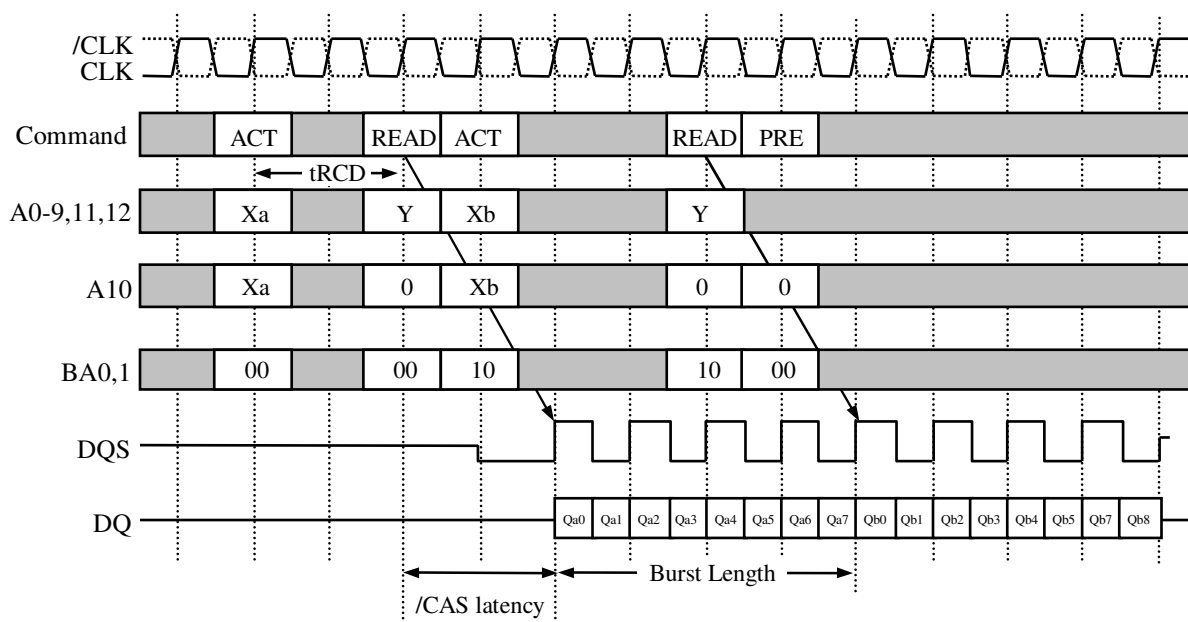 /CLK
CLK
Command ACT READ ACT READ PRE
tRCD
A0-9,11,12 Xa Y Xb Y
A10 Xa 0 Xb 0 0
BA0,1 00 00 10 10 00
DQS
DQ Qa0 Qa1 Qa2 Qa3 Qa4 Qa5 Qa6 Qa7 Qb0 Qb1 Qb2 Qb3 Qb4 Qb5 Qb7 Qb8
Burst Length
/CAS latency